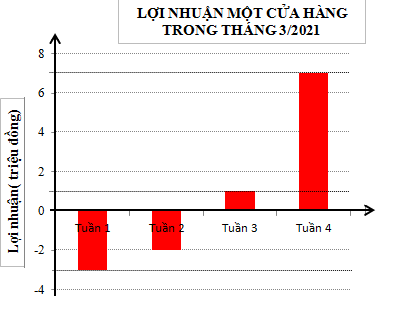 LỢI NHUẬN MỘT CỬA HÀNG
TRONG THÁNG 3/2021
Lợi nhuận( triệu đồng)
8
6
4
2
0
-2
-4
Tuần 1
Tuần 2
Tuần 3
Tuần 4